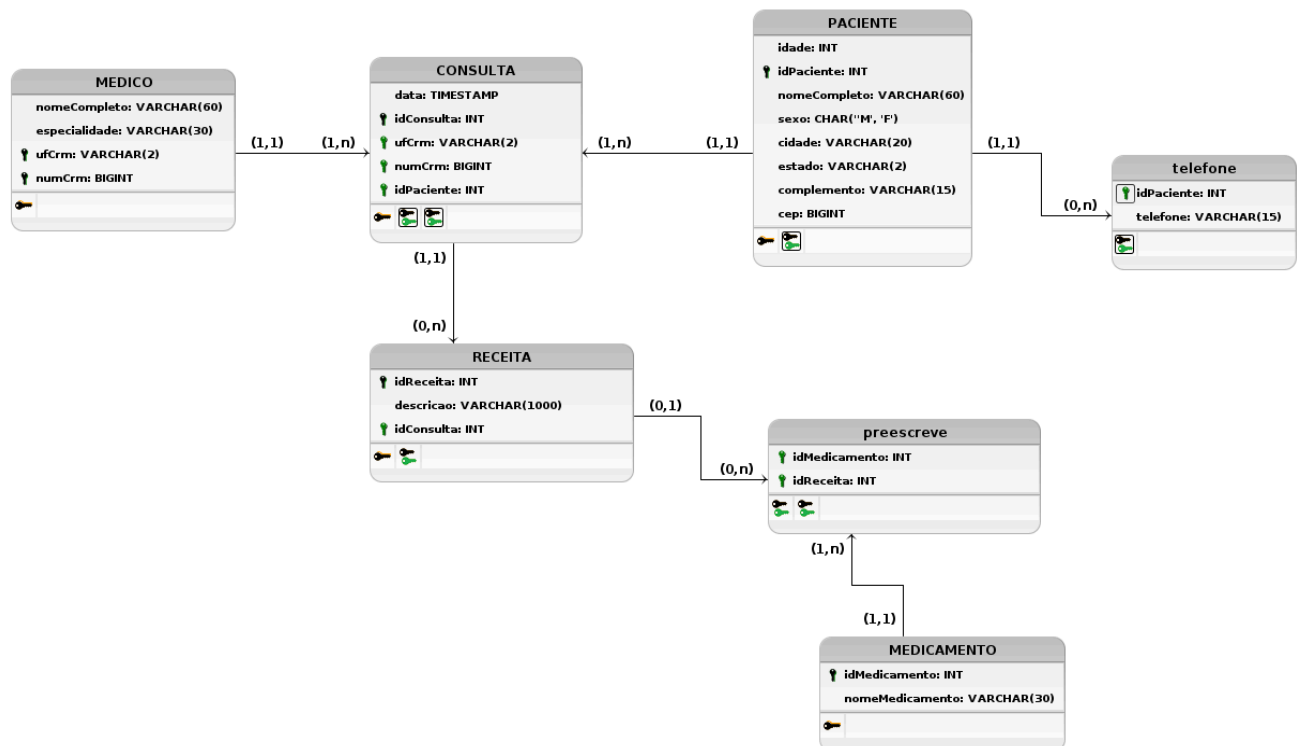 MEDICO
nomeCompleto: VARCHAR(60)
especialidade: VARCHAR(30)
ufCrm: VARCHAR(2)
numCrm: BIGINT
(1,1)
(1,n)
CONSULTA
data: TIMESTAMP
idConsulta: INT
ufCrm: VARCHAR(2)
numCrm: BIGINT
idPaciente: INT
(1,n)
(1,1)
PACIENTE
idade: INT
idPaciente: INT
nomeCompleto: VARCHAR(60)
sexo: CHAR("M', 'F')
cidade: VARCHAR(20)
estado: VARCHAR(2)
complemento: VARCHAR(15)
cep: BIGINT
(1,1)
(0,n)
telefone
idPaciente: INT
telefone: VARCHAR(15)
(1,1)
(0,n)
RECEITA
idReceita: INT
descricao: VARCHAR(1000)
idConsulta: INT
(0,1)
(0,n)
preescreve
idMedicamento: INT
idReceita: INT
(1,n)
(1,1)
MEDICAMENTO
idMedicamento: INT
nomeMedicamento: VARCHAR(30)